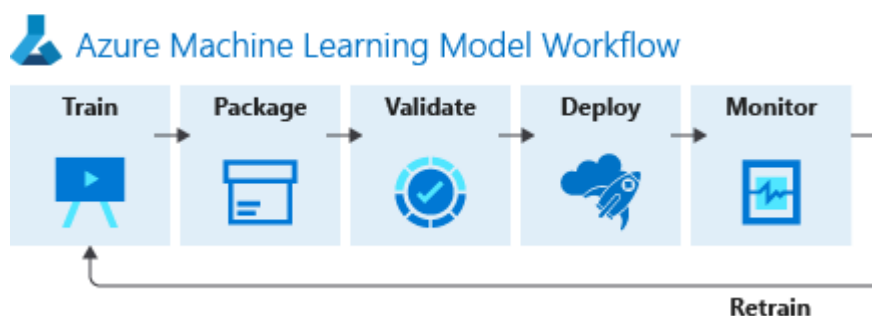 Azure Machine Learning Model Workflow
Train
Package
Validate
Deploy
Monitor
Retrain